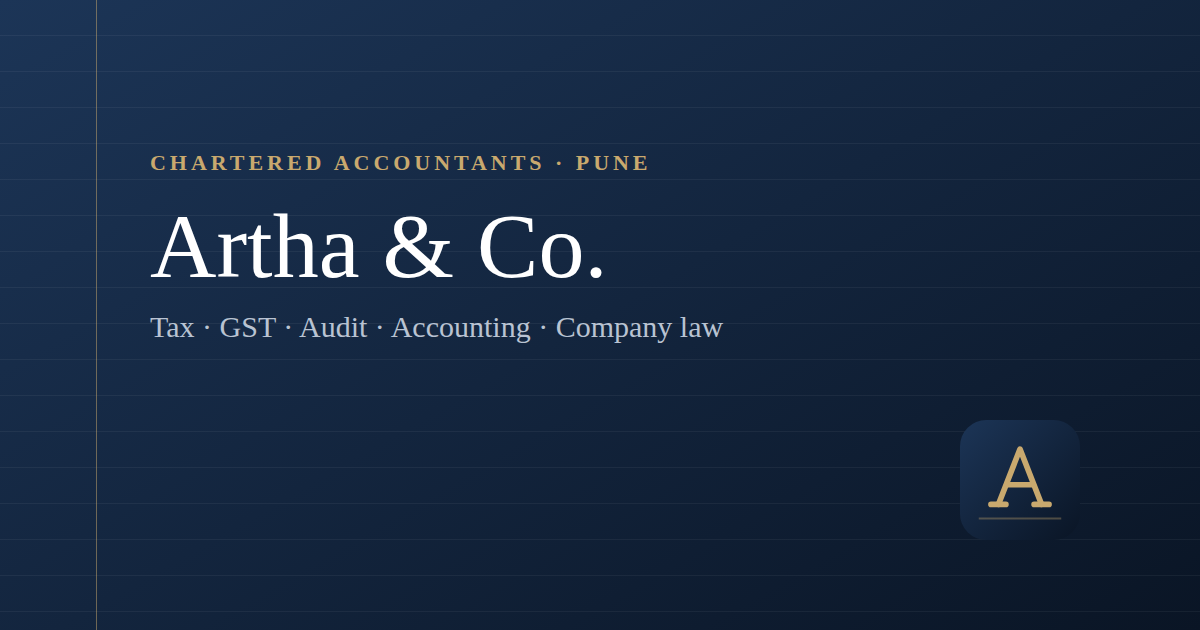 CHARTERED ACCOUNTANTS · PUNE
Artha & Co.
Tax · GST · Audit · Accounting · Company law
A